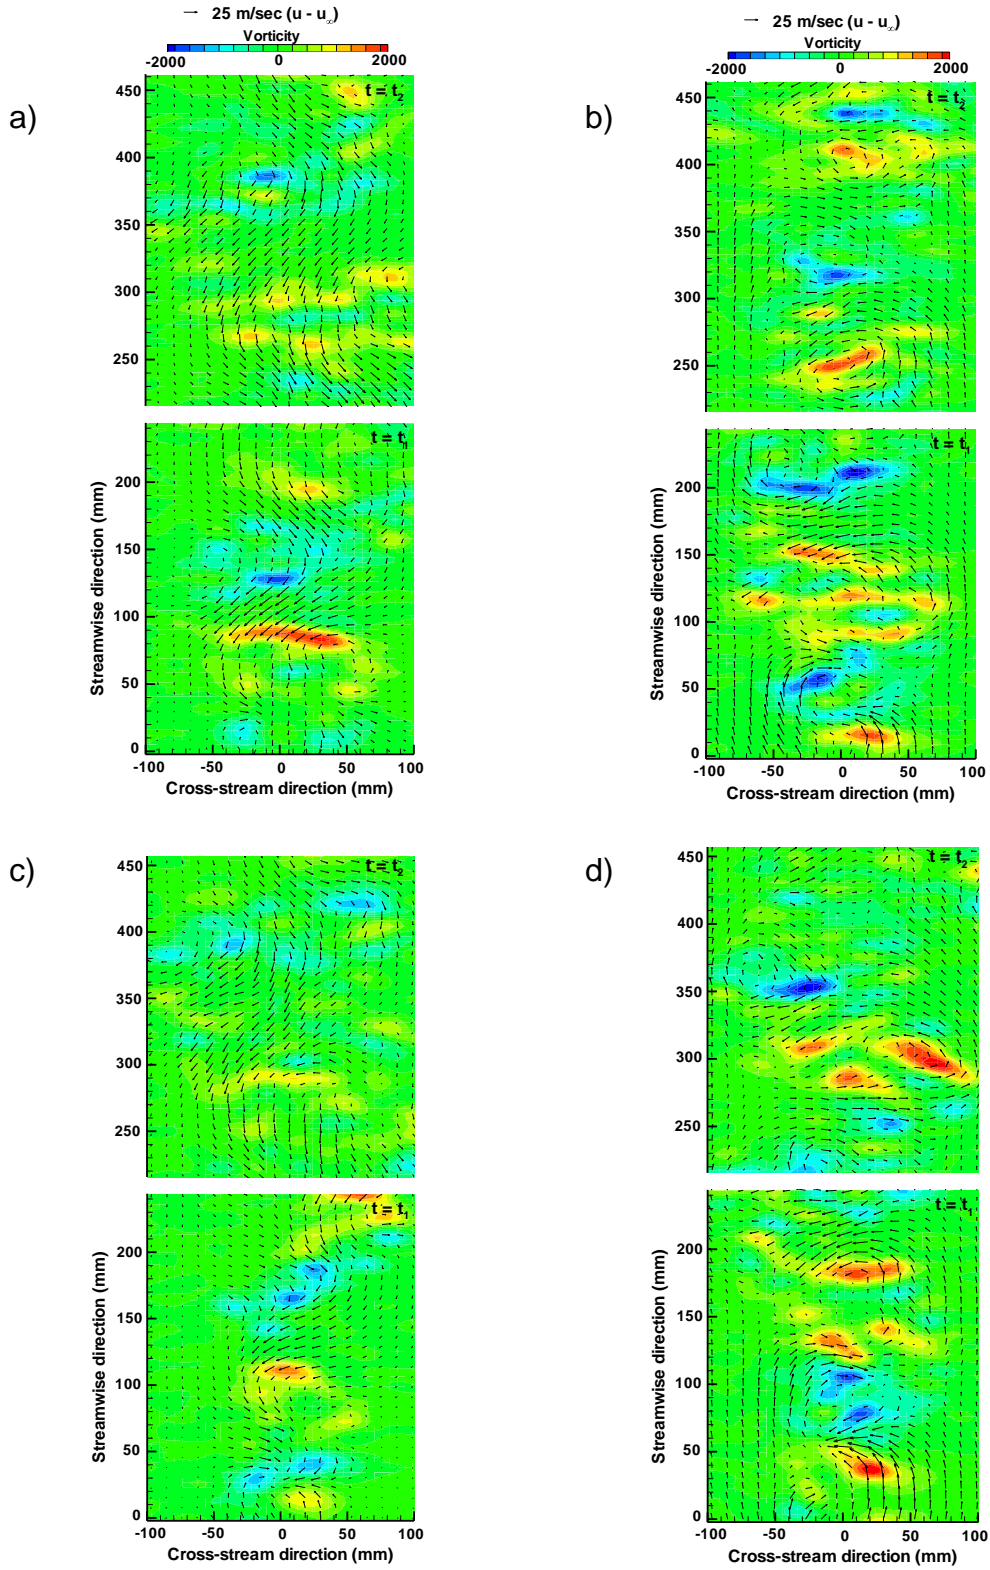 25 m/sec (u - u∞)
Vorticity
-2000 0 2000
a)
t = t2
450
400
350
300
250
t = t1
200
150
100
50
0
Streamwise direction (mm)
-100 -50 0 50 100
Cross-stream direction (mm)
25 m/sec (u - u∞)
Vorticity
-2000 0 2000
b)
t = t2
450
400
350
300
250
t = t1
200
150
100
50
0
Streamwise direction (mm)
-100 -50 0 50 100
Cross-stream direction (mm)
c)
t = t2
450
400
350
300
250
t = t1
200
150
100
50
0
Streamwise direction (mm)
-100 -50 0 50 100
Cross-stream direction (mm)
d)
t = t2
450
400
350
300
250
t = t1
200
150
100
50
0
Streamwise direction (mm)
-100 -50 0 50 100
Cross-stream direction (mm)